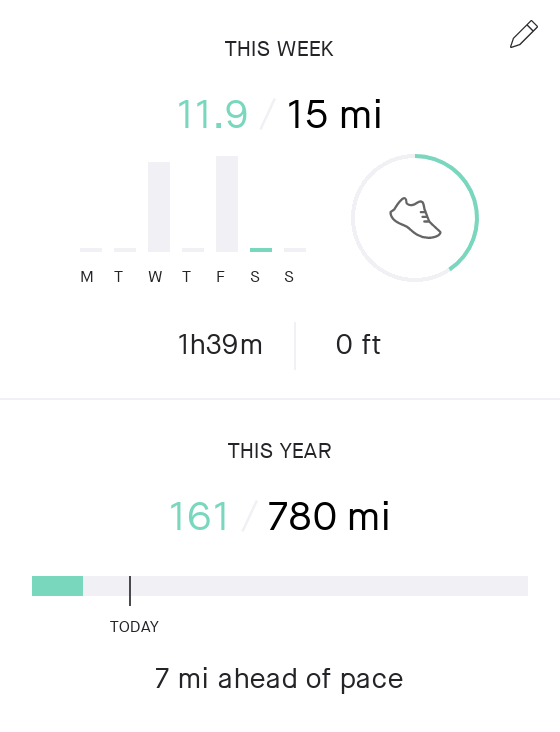 THIS WEEK
11.9 / 15 mi
M T W T F S S
1h39m 0 ft
THIS YEAR
161 / 780 mi
TODAY
7 mi ahead of pace